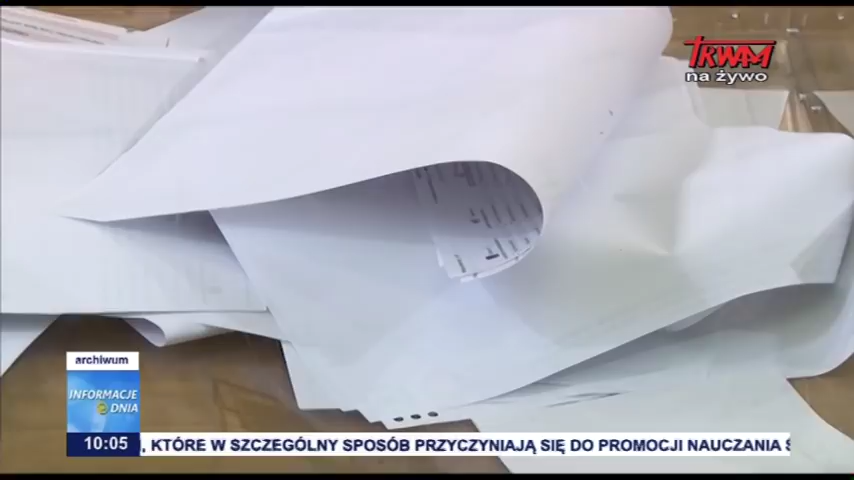 TRWAM
na żywo
archiwum
INFORMACJE
DNIA
10:05
, KTÓRE W SZCZEGÓLNY SPOSÓB PRZYCZYNIAJĄ SIĘ DO PROMOCJI NAUCZANIA